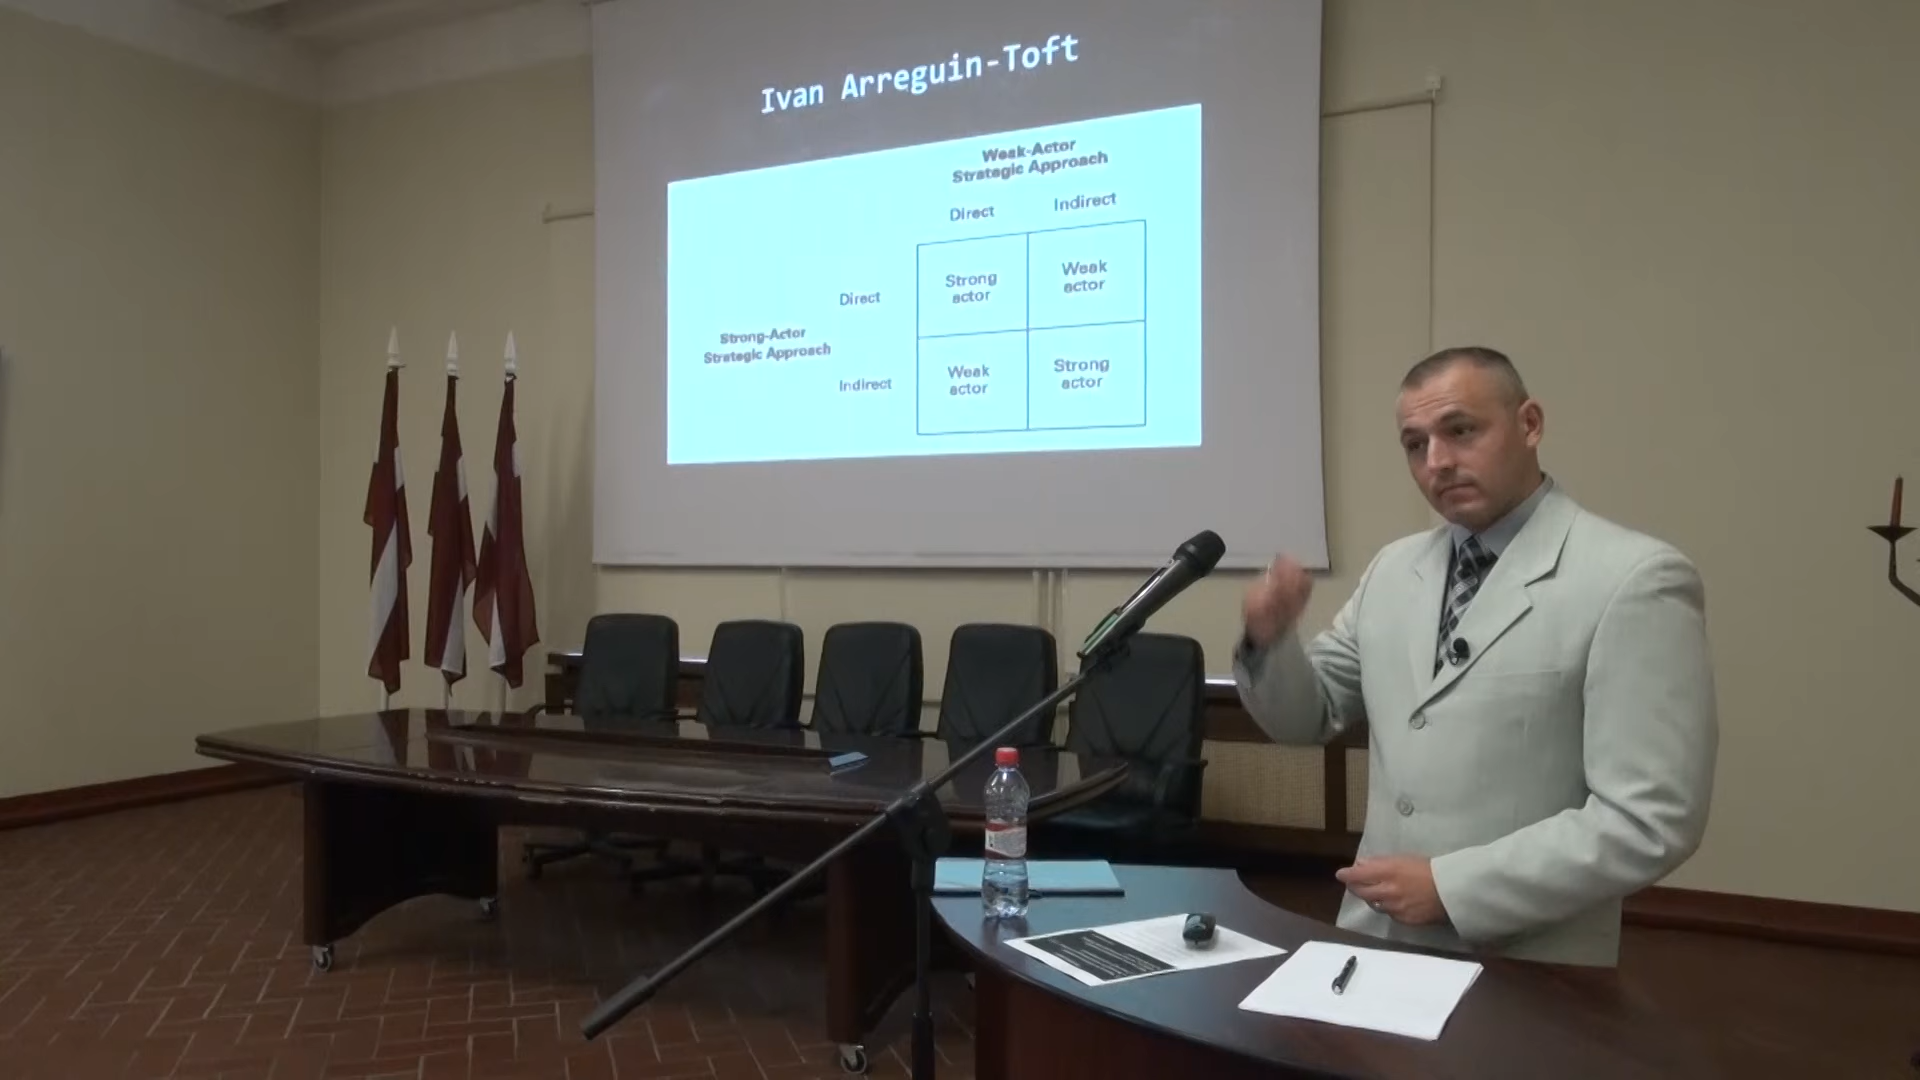 Ivan Arreguin-Toft
Weak-Actor
Strategic Approach
Direct
Indirect
Strong
actor
Weak
actor
Direct
Strong-Actor
Strategic Approach
Indirect
Weak
actor
Strong
actor